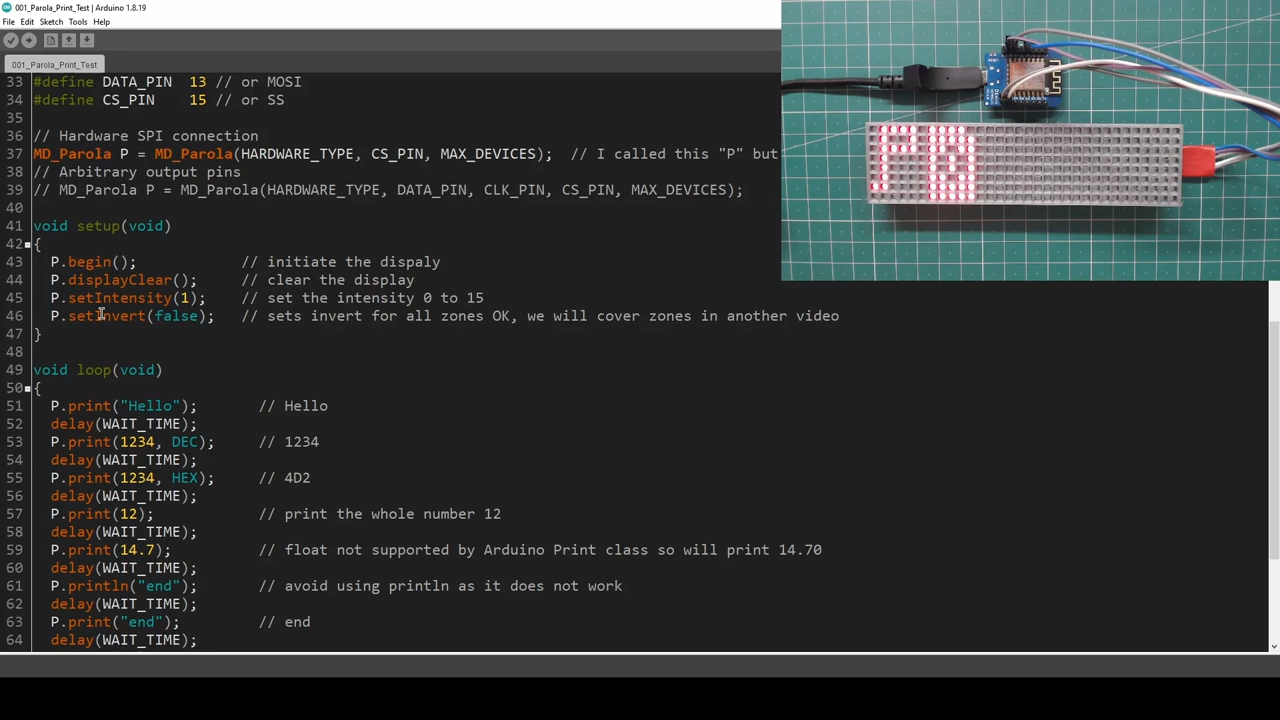 001_Parola_Print_Test | Arduino 1.8.19
File Edit Sketch Tools Help
001_Parola_Print_Test
33 #define DATA_PIN 13 // or MOSI
34 #define CS_PIN 15 // or SS
35
36 // Hardware SPI connection
37 MD_Parola P = MD_Parola(HARDWARE_TYPE, CS_PIN, MAX_DEVICES); // I called this "P" but
38 // Arbitrary output pins
39 // MD_Parola P = MD_Parola(HARDWARE_TYPE, DATA_PIN, CLK_PIN, CS_PIN, MAX_DEVICES);
40
41 void setup(void)
42 {
43 P.begin(); // initiate the dispaly
44 P.displayClear(); // clear the display
45 P.setIntensity(1); // set the intensity 0 to 15
46 P.setInvert(false); // sets invert for all zones OK, we will cover zones in another video
47 }
48
49 void loop(void)
50 {
51 P.print("Hello"); // Hello
52 delay(WAIT_TIME);
53 P.print(1234, DEC); // 1234
54 delay(WAIT_TIME);
55 P.print(1234, HEX); // 4D2
56 delay(WAIT_TIME);
57 P.print(12); // print the whole number 12
58 delay(WAIT_TIME);
59 P.print(14.7); // float not supported by Arduino Print class so will print 14.70
60 delay(WAIT_TIME);
61 P.println("end"); // avoid using println as it does not work
62 delay(WAIT_TIME);
63 P.print("end"); // end
64 delay(WAIT_TIME);